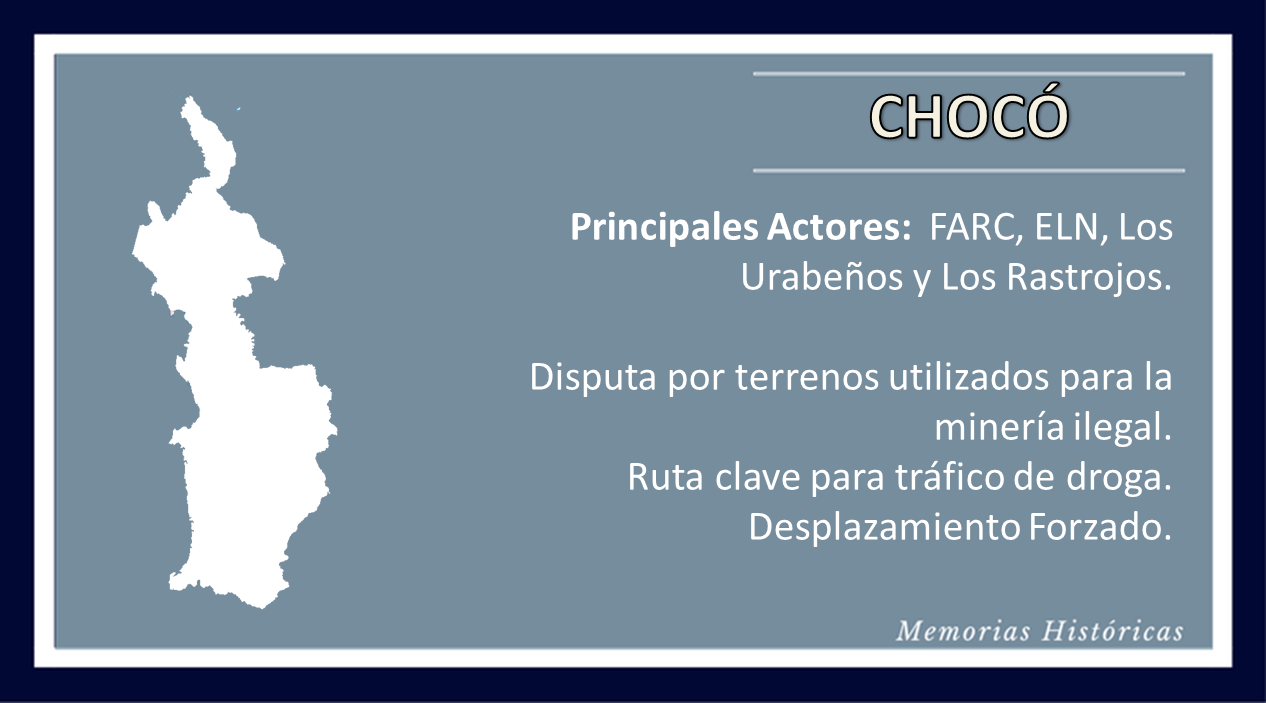 CHOCÓ
Principales Actores: FARC, ELN, Los
Urabeños y Los Rastrojos.
Disputa por terrenos utilizados para la
minería ilegal.
Ruta clave para tráfico de droga.
Desplazamiento Forzado.
Memorias Históricas